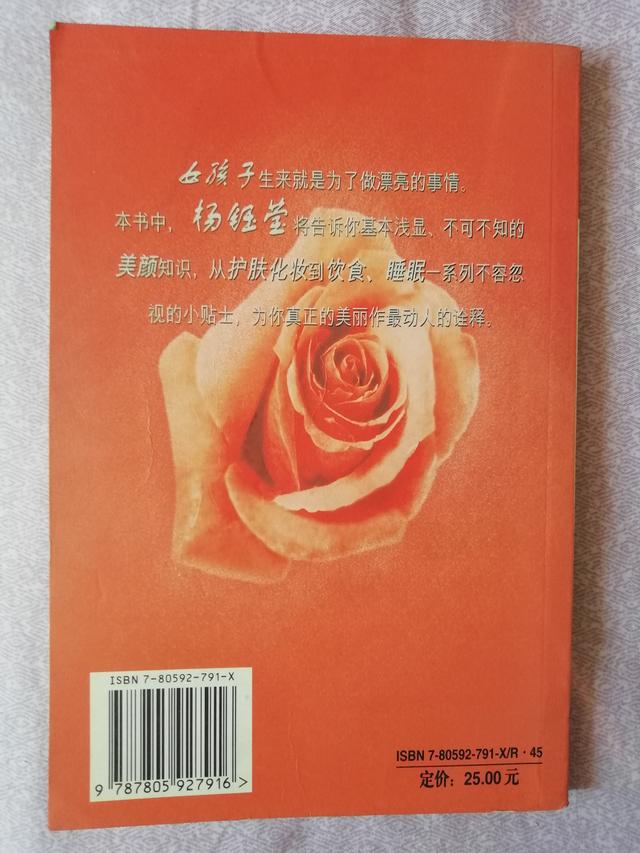 女孩子生来就是为了做漂亮的事情。
本书中，杨钰莹将告诉你基本浅显、不可不知的
美颜知识，从护肤化妆到饮食、睡眠一系列不容忽
视的小贴士，为你真正的美丽作最动人的诠释。
ISBN 7-80592-791-X
9 787805 927916 >
ISBN 7-80592-791-X/R·45
定价：25.00 元